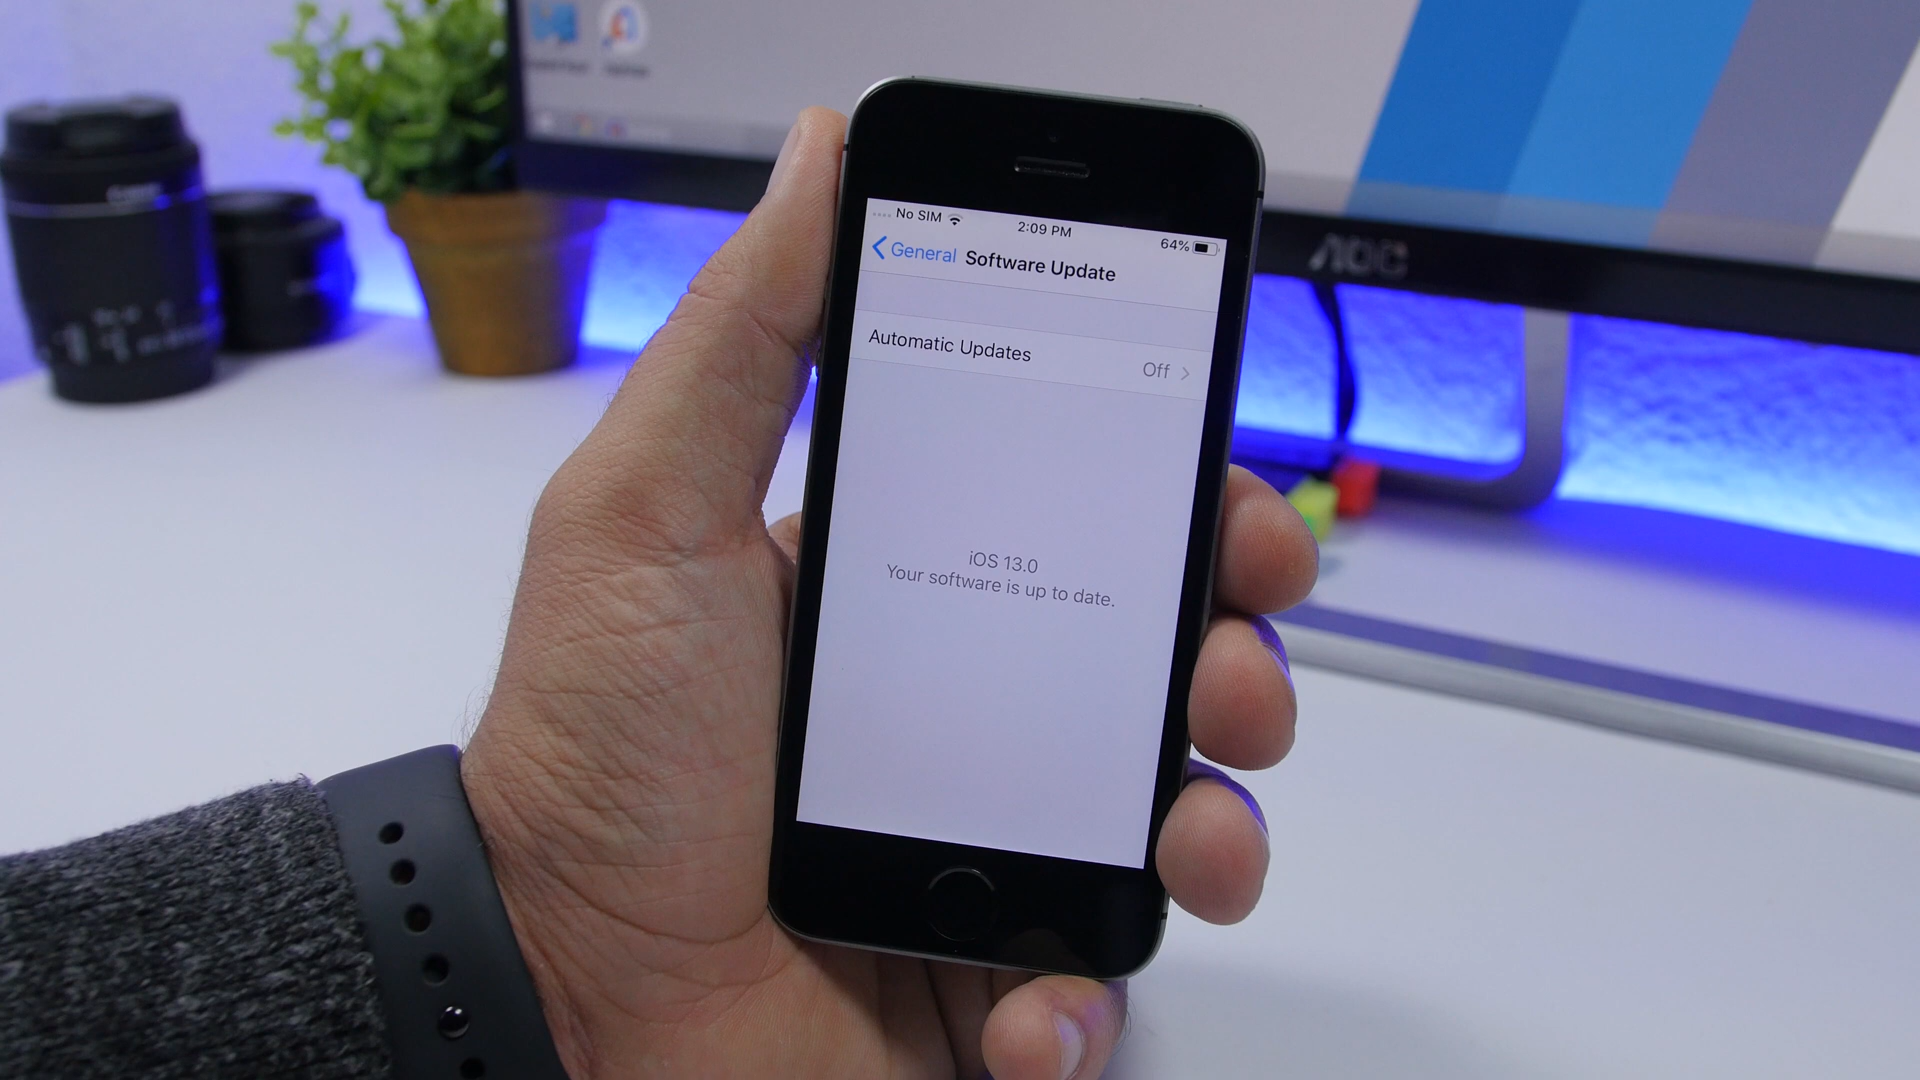 No SIM 2:09 PM 64%
General Software Update
Automatic Updates Off
iOS 13.0
Your software is up to date.
AOC
Canon